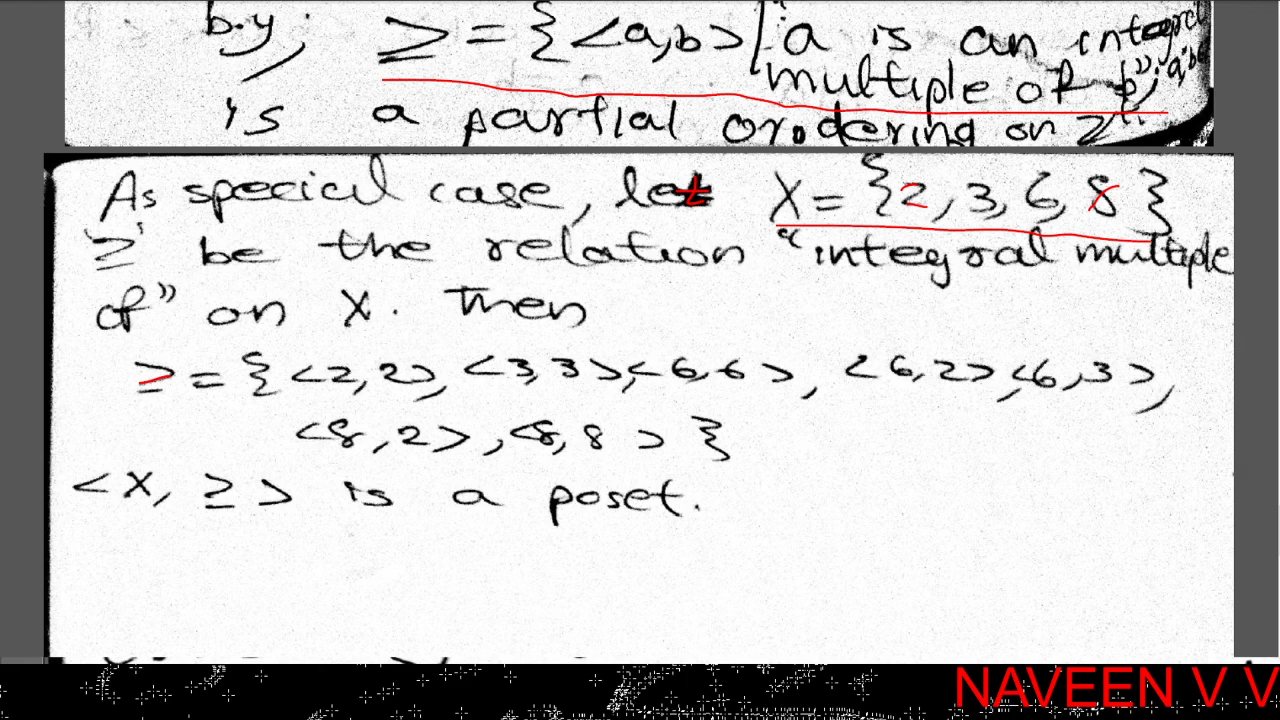 b.y, ≥ = {<a,b> | "a is an integral
multiple of b"; a,b
is a partial ordering on Z
As special case, let X = {2, 3, 6, 8}
'≥' be the relation "integral multiple
of" on X. Then
≥ = {<2,2>, <3,3>, <6,6>, <6,2>, <6,3>,
<8,2>, <8,8>}
<X, ≥> is a poset.
NAVEEN V V